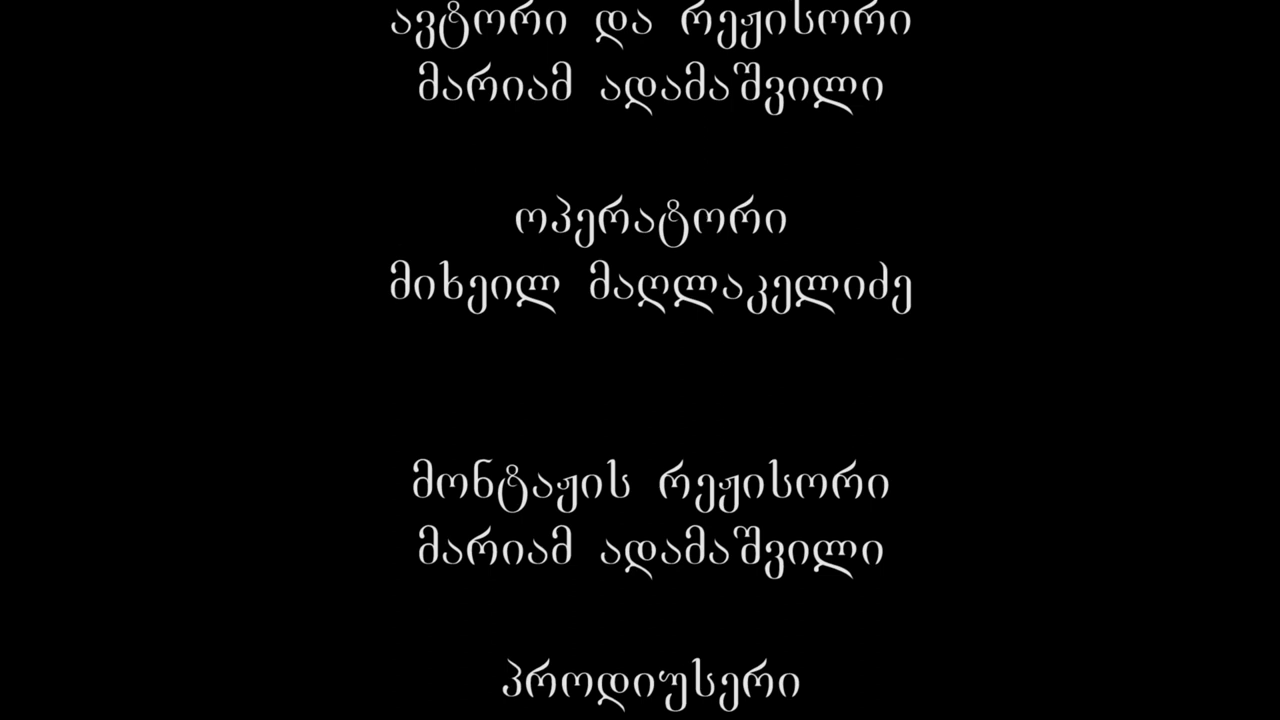 ავტორი და რეჟისორი
მარიამ ადამაშვილი
ოპერატორი
მიხეილ მაღლაკელიძე
მონტაჟის რეჟისორი
მარიამ ადამაშვილი
პროდიუსერი